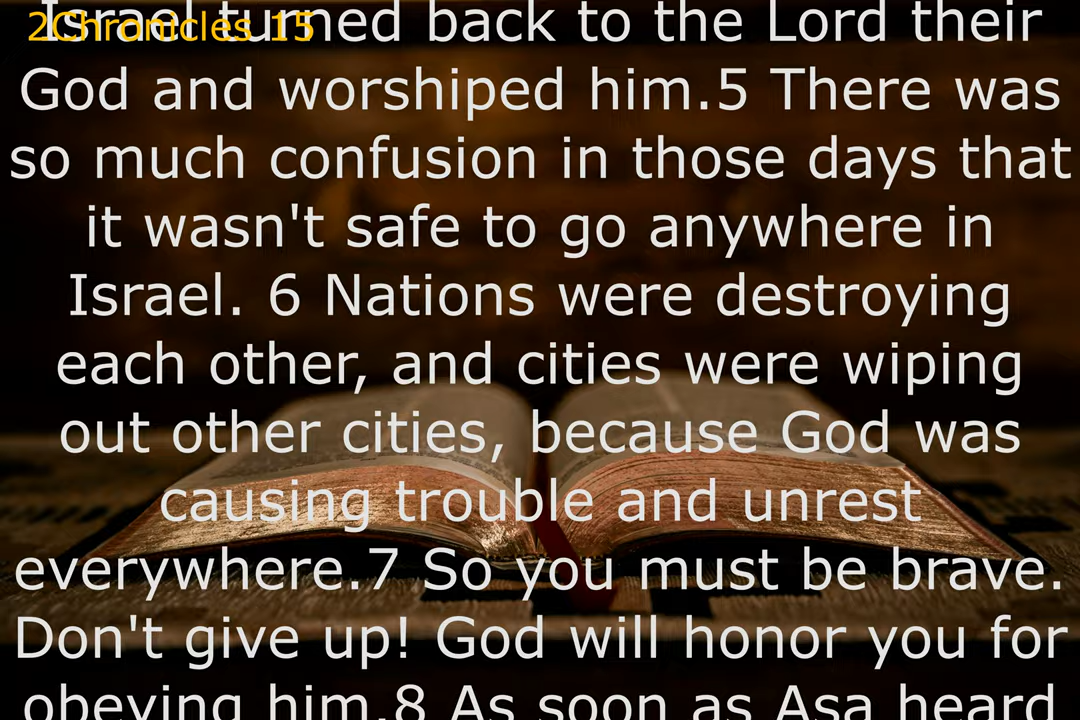 2Chronicles 15
Israel turned back to the Lord their
God and worshiped him.5 There was
so much confusion in those days that
it wasn't safe to go anywhere in
Israel. 6 Nations were destroying
each other, and cities were wiping
out other cities, because God was
causing trouble and unrest
everywhere.7 So you must be brave.
Don't give up! God will honor you for
obeying him.8 As soon as Asa heard